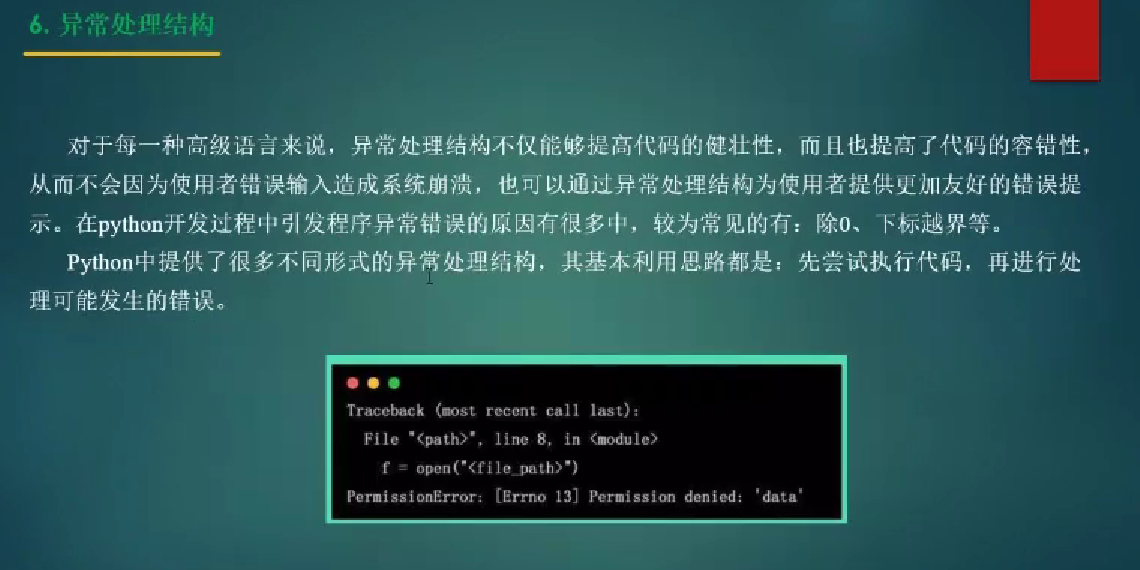 6. 异常处理结构
对于每一种高级语言来说，异常处理结构不仅能够提高代码的健壮性，而且也提高了代码的容错性，
从而不会因为使用者错误输入造成系统崩溃，也可以通过异常处理结构为使用者提供更加友好的错误提
示。在python开发过程中引发程序异常错误的原因有很多中，较为常见的有：除0、下标越界等。
Python中提供了很多不同形式的异常处理结构，其基本利用思路都是：先尝试执行代码，再进行处
理可能发生的错误。
Traceback (most recent call last):
File "<path>", line 8, in <module>
f = open("<file_path>")
PermissionError: [Errno 13] Permission denied: 'data'